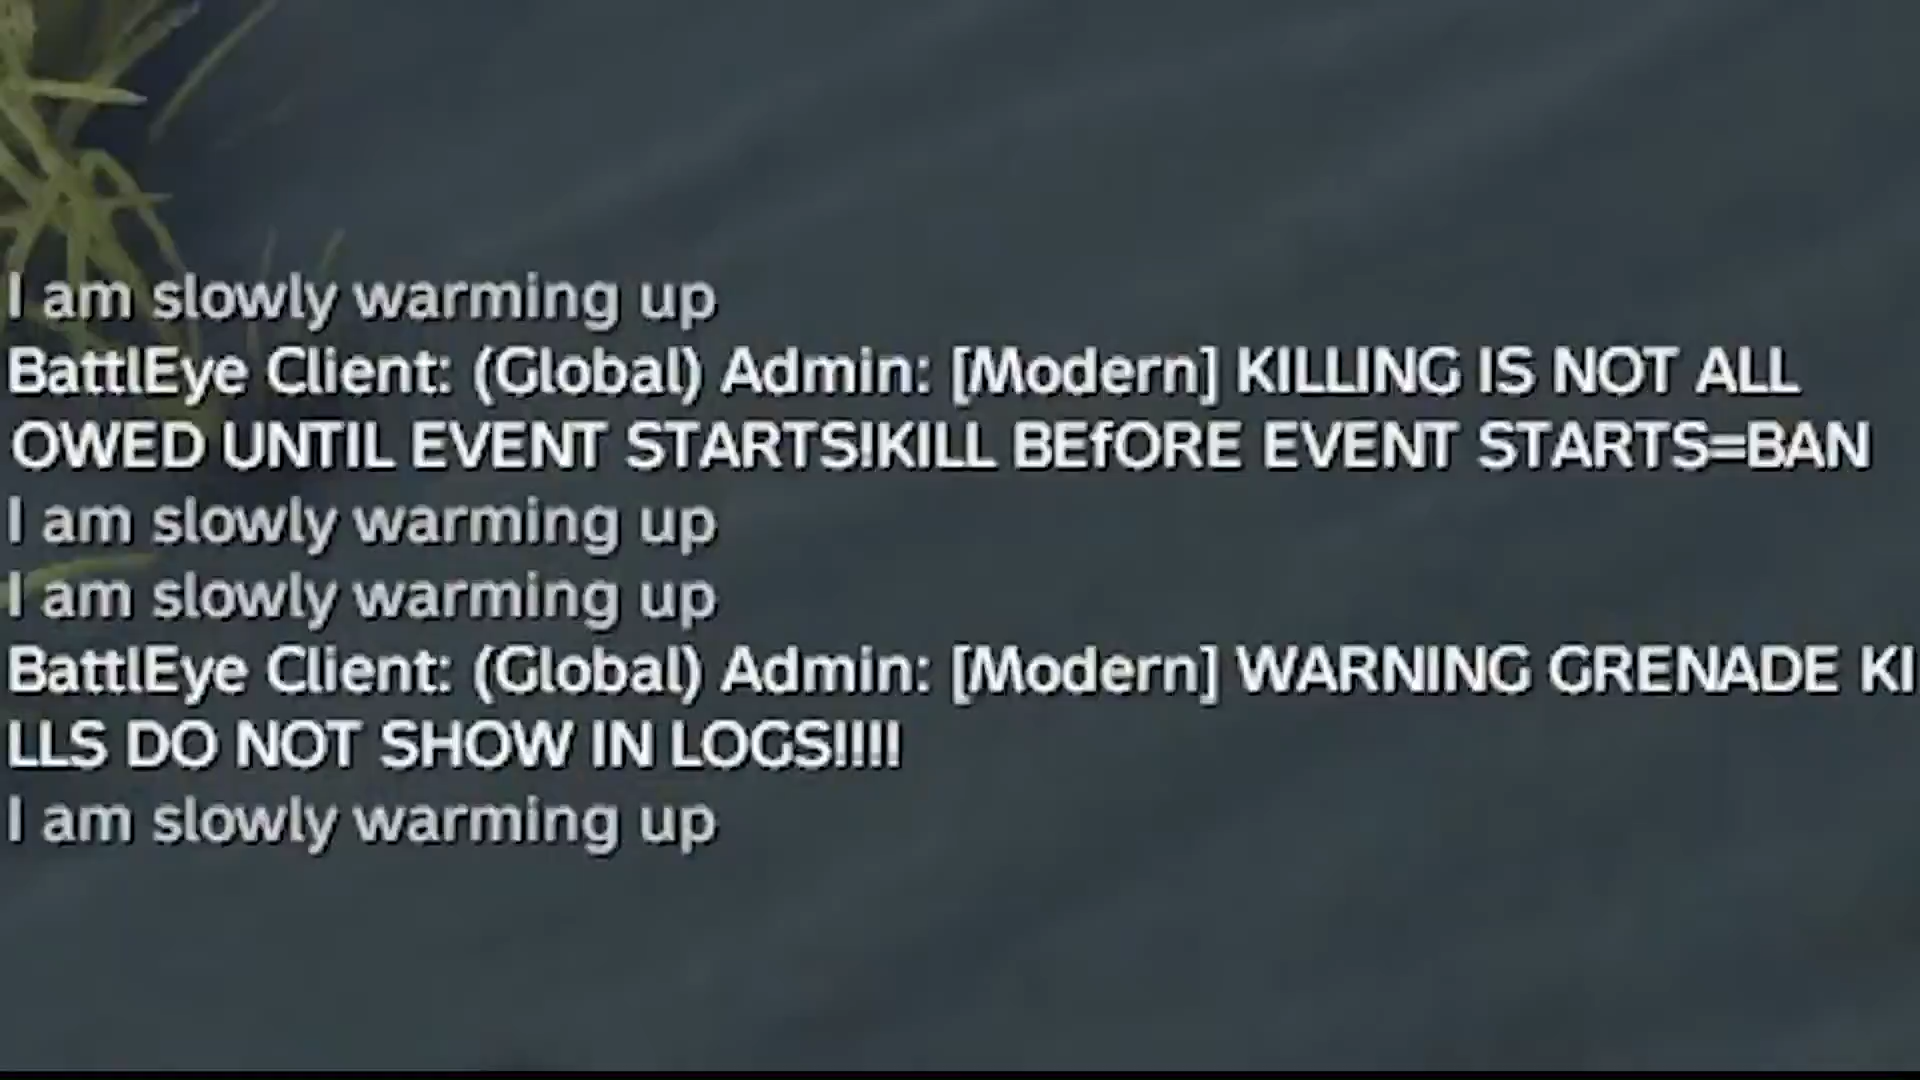 I am slowly warming up
BattlEye Client: (Global) Admin: [Modern] KILLING IS NOT ALL
OWED UNTIL EVENT STARTS!KILL BEfORE EVENT STARTS=BAN
I am slowly warming up
I am slowly warming up
BattlEye Client: (Global) Admin: [Modern] WARNING GRENADE KI
LLS DO NOT SHOW IN LOGS!!!!
I am slowly warming up